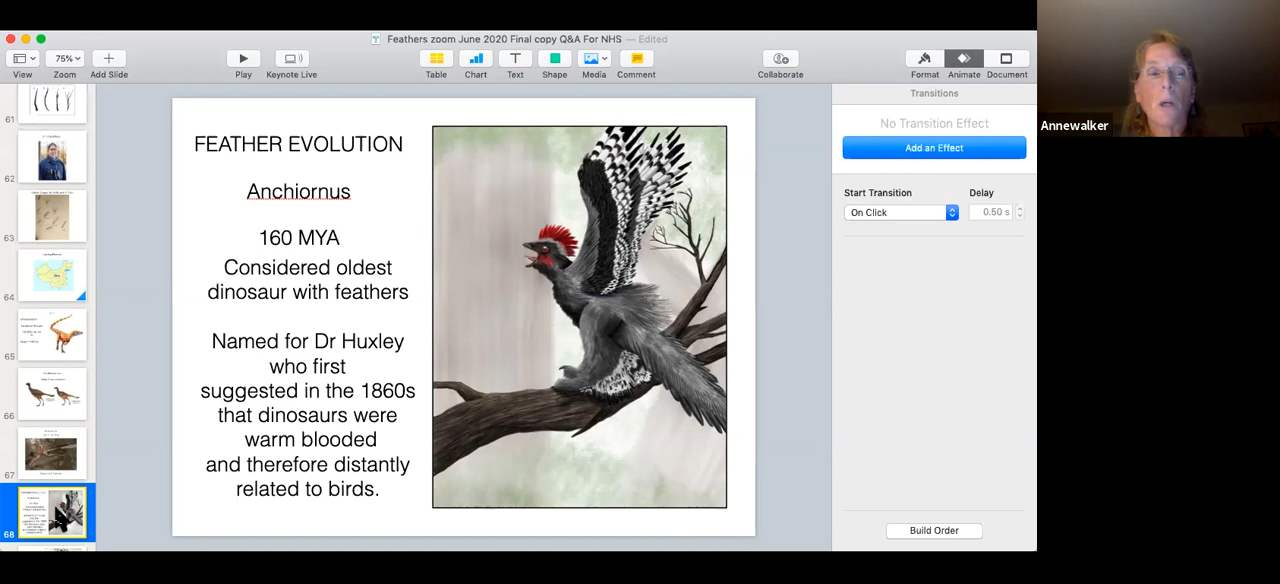 Feathers zoom June 2020 Final copy Q&A For NHS — Edited
View
75%
Zoom
Add Slide
Play
Keynote Live
Table
Chart
Text
Shape
Media
Comment
Collaborate
Format
Animate
Document
61
62
63
64
65
66
67
68
FEATHER EVOLUTION
Anchiornus
160 MYA
Considered oldest
dinosaur with feathers
Named for Dr Huxley
who first
suggested in the 1860s
that dinosaurs were
warm blooded
and therefore distantly
related to birds.
Transitions
No Transition Effect
Add an Effect
Start Transition
Delay
On Click
0.50 s
Build Order
Annewalker